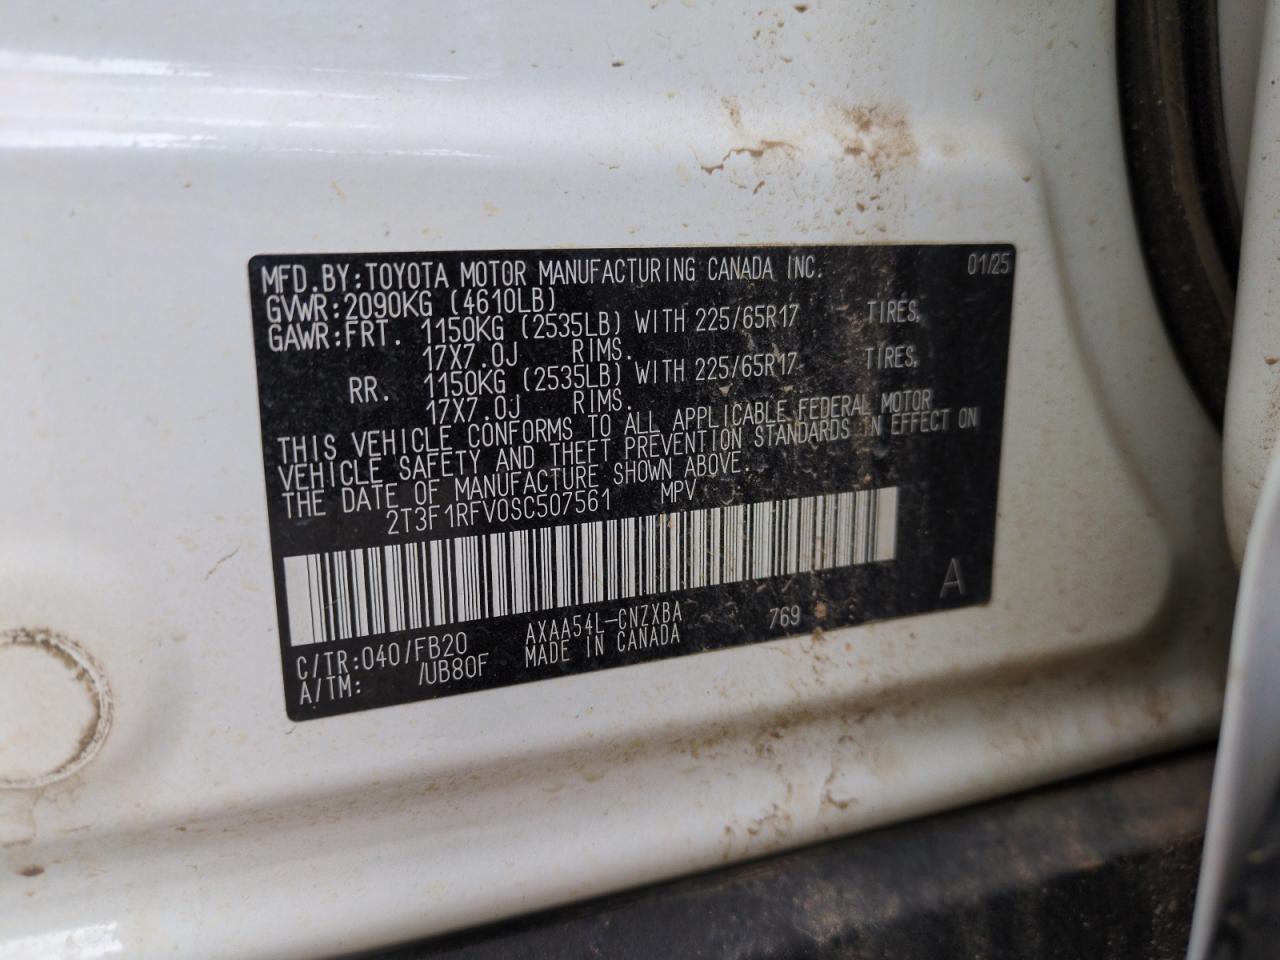 MFD.BY:TOYOTA MOTOR MANUFACTURING CANADA INC. 01/25
GVWR:2090KG (4610LB)
GAWR:FRT. 1150KG (2535LB) WITH 225/65R17 TIRES,
17X7.0J RIMS.
RR. 1150KG (2535LB) WITH 225/65R17 TIRES,
17X7.0J RIMS.
THIS VEHICLE CONFORMS TO ALL APPLICABLE FEDERAL MOTOR
VEHICLE SAFETY AND THEFT PREVENTION STANDARDS IN EFFECT ON
THE DATE OF MANUFACTURE SHOWN ABOVE.
2T3F1RFV0SC507561 MPV
C/TR:040/FB20 AXAA54L-CNZXBA 769 A
A/TM: /UB80F MADE IN CANADA